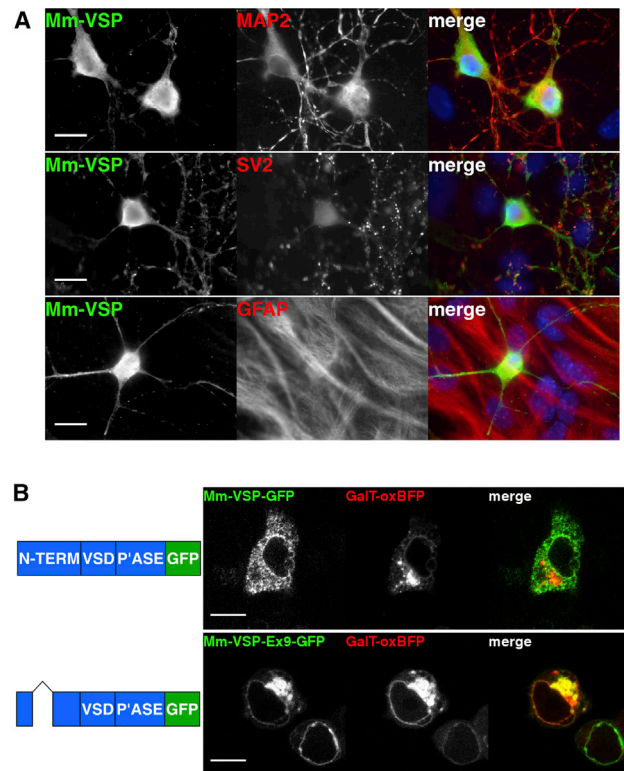 A
Mm-VSP MAP2 merge
Mm-VSP SV2 merge
Mm-VSP GFAP merge
B
Mm-VSP-GFP GalT-oxBFP merge
N-TERM VSD P'ASE GFP
Mm-VSP-Ex9-GFP GalT-oxBFP merge
VSD P'ASE GFP